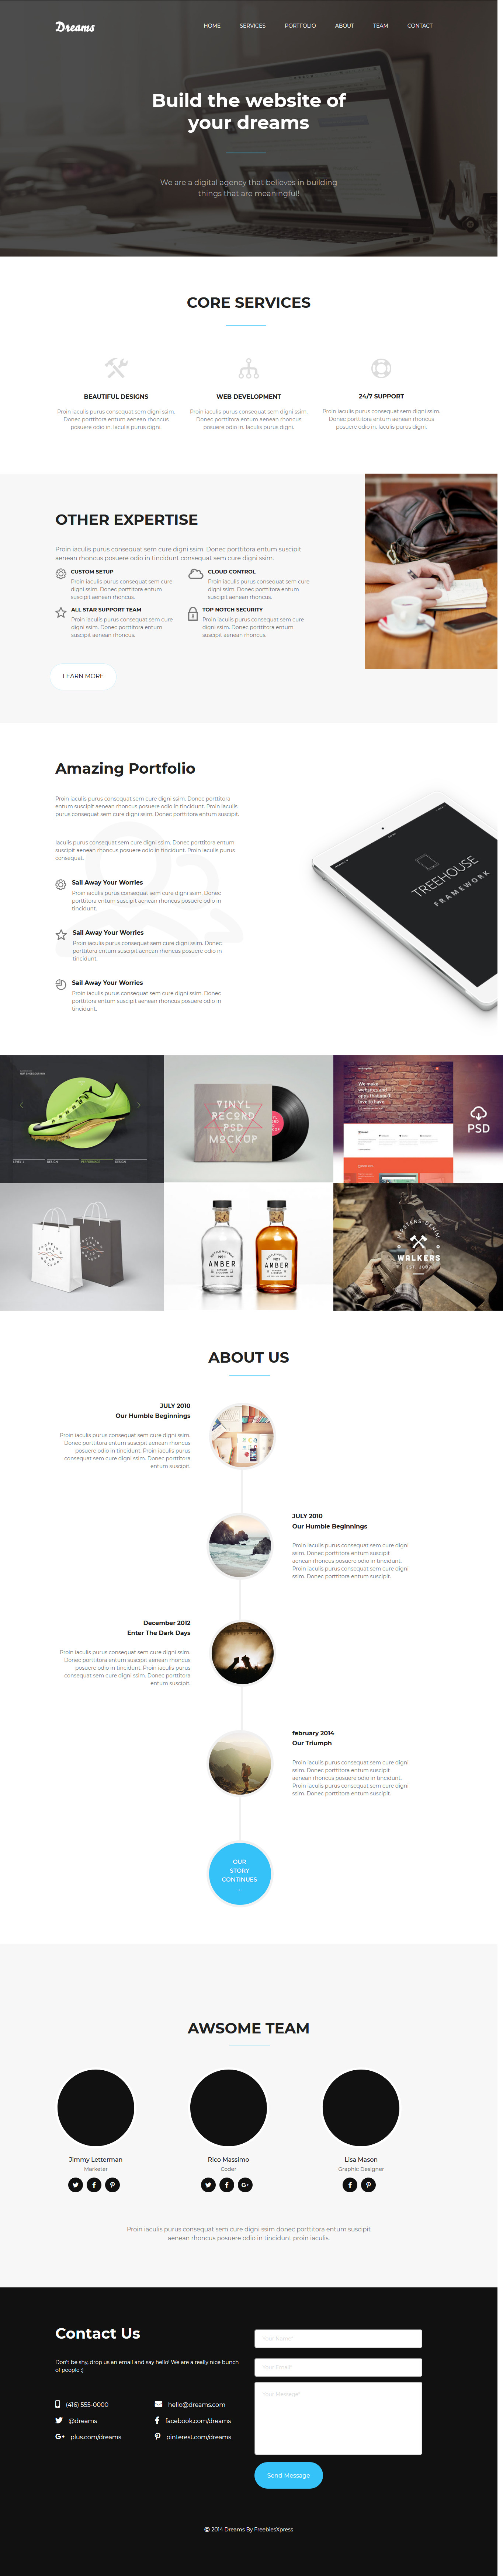 Dreams
HOME SERVICES PORTFOLIO ABOUT TEAM CONTACT
Build the website of
your dreams
We are a digital agency that believes in building
things that are meaningful!
CORE SERVICES
BEAUTIFUL DESIGNS
Proin iaculis purus consequat sem digni ssim.
Donec porttitora entum aenean rhoncus
posuere odio in. Iaculis purus digni.
WEB DEVELOPMENT
Proin iaculis purus consequat sem digni ssim.
Donec porttitora entum aenean rhoncus
posuere odio in. Iaculis purus digni.
24/7 SUPPORT
Proin iaculis purus consequat sem digni ssim.
Donec porttitora entum aenean rhoncus
posuere odio in. Iaculis purus digni.
OTHER EXPERTISE
Proin iaculis purus consequat sem cure digni ssim. Donec porttitora entum suscipit
aenean rhoncus posuere odio in tincidunt consequat sem cure digni ssim.
CUSTOM SETUP
Proin iaculis purus consequat sem cure
digni ssim. Donec porttitora entum
suscipit aenean rhoncus.
CLOUD CONTROL
Proin iaculis purus consequat sem cure
digni ssim. Donec porttitora entum
suscipit aenean rhoncus.
ALL STAR SUPPORT TEAM
Proin iaculis purus consequat sem cure
digni ssim. Donec porttitora entum
suscipit aenean rhoncus.
TOP NOTCH SECURITY
Proin iaculis purus consequat sem cure
digni ssim. Donec porttitora entum
suscipit aenean rhoncus.
LEARN MORE
Amazing Portfolio
Proin iaculis purus consequat sem cure digni ssim. Donec porttitora
entum suscipit aenean rhoncus posuere odio in tincidunt. Proin iaculis
purus consequat sem cure digni ssim. Donec porttitora entum suscipit.
Iaculis purus consequat sem cure digni ssim. Donec porttitora entum
suscipit aenean rhoncus posuere odio in tincidunt. Proin iaculis purus
consequat.
Sail Away Your Worries
Proin iaculis purus consequat sem cure digni ssim. Donec
porttitora entum suscipit aenean rhoncus posuere odio in
tincidunt.
Sail Away Your Worries
Proin iaculis purus consequat sem cure digni ssim. Donec
porttitora entum suscipit aenean rhoncus posuere odio in
tincidunt.
Sail Away Your Worries
Proin iaculis purus consequat sem cure digni ssim. Donec
porttitora entum suscipit aenean rhoncus posuere odio in
tincidunt.
TREEHOUSE
FRAMEWORK
VINYL
RECORD
PSD
MOCKUP
We make
websites and
apps that you'll
love to have.
PSD
AMBER
AMBER
WALKERS
ABOUT US
JULY 2010
Our Humble Beginnings
Proin iaculis purus consequat sem cure digni ssim.
Donec porttitora entum suscipit aenean rhoncus
posuere odio in tincidunt. Proin iaculis purus
consequat sem cure digni ssim. Donec porttitora
entum suscipit.
JULY 2010
Our Humble Beginnings
Proin iaculis purus consequat sem cure digni
ssim. Donec porttitora entum suscipit
aenean rhoncus posuere odio in tincidunt.
Proin iaculis purus consequat sem cure digni
ssim. Donec porttitora entum suscipit.
December 2012
Enter The Dark Days
Proin iaculis purus consequat sem cure digni ssim.
Donec porttitora entum suscipit aenean rhoncus
posuere odio in tincidunt. Proin iaculis purus
consequat sem cure digni ssim. Donec porttitora
entum suscipit.
february 2014
Our Triumph
Proin iaculis purus consequat sem cure digni
ssim. Donec porttitora entum suscipit
aenean rhoncus posuere odio in tincidunt.
Proin iaculis purus consequat sem cure digni
ssim. Donec porttitora entum suscipit.
OUR
STORY
CONTINUES
...
AWSOME TEAM
Jimmy Letterman
Marketer
Rico Massimo
Coder
Lisa Mason
Graphic Designer
Proin iaculis purus consequat sem cure digni ssim donec porttitora entum suscipit
aenean rhoncus posuere odio in tincidunt proin iaculis.
Contact Us
Don't be shy, drop us an email and say hello! We are a really nice bunch
of people :)
(416) 555-0000
hello@dreams.com
@dreams
facebook.com/dreams
plus.com/dreams
pinterest.com/dreams
Your Name*
Your Email*
Your Message*
Send Message
© 2014 Dreams By FreebiesXpress